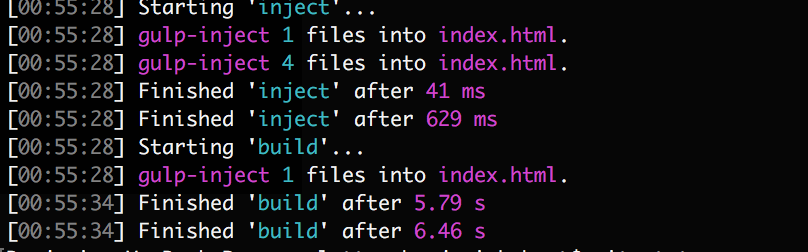 [00:55:28] Starting 'inject'...
[00:55:28] gulp-inject 1 files into index.html.
[00:55:28] gulp-inject 4 files into index.html.
[00:55:28] Finished 'inject' after 41 ms
[00:55:28] Finished 'inject' after 629 ms
[00:55:28] Starting 'build'...
[00:55:28] gulp-inject 1 files into index.html.
[00:55:34] Finished 'build' after 5.79 s
[00:55:34] Finished 'build' after 6.46 s